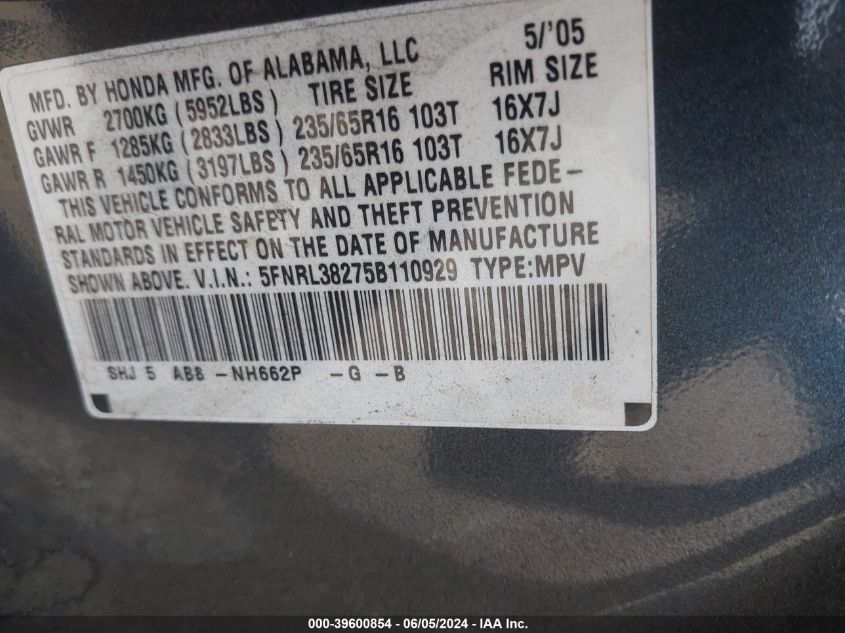 MFD. BY HONDA MFG. OF ALABAMA, LLC 5/'05
GVWR 2700KG (5952LBS) TIRE SIZE RIM SIZE
GAWR F 1285KG (2833LBS) 235/65R16 103T 16X7J
GAWR R 1450KG (3197LBS) 235/65R16 103T 16X7J
THIS VEHICLE CONFORMS TO ALL APPLICABLE FEDE-
RAL MOTOR VEHICLE SAFETY AND THEFT PREVENTION
STANDARDS IN EFFECT ON THE DATE OF MANUFACTURE
SHOWN ABOVE. V.I.N.: 5FNRL38275B110929 TYPE:MPV
SHJ 5 AB8 -NH662P -G -B
000-39600854 - 06/05/2024 - IAA Inc.